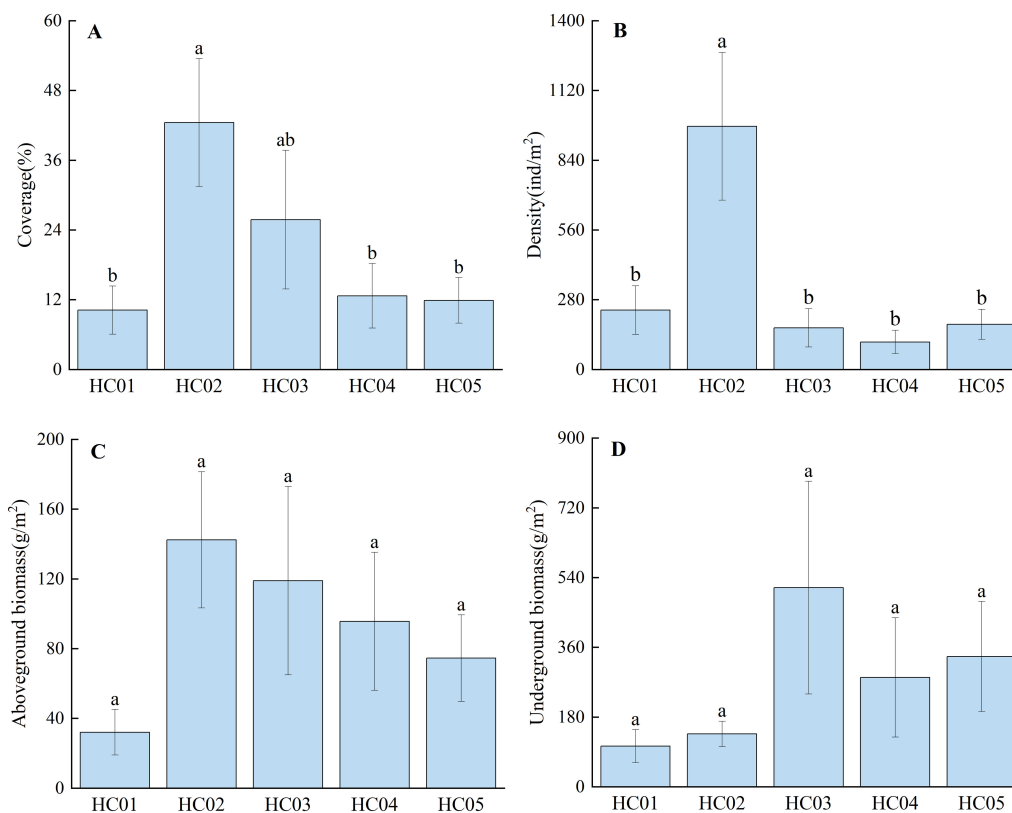 A
Coverage(%)
60
48
36
24
12
0
a
ab
b
b
b
HC01 HC02 HC03 HC04 HC05
B
Density(ind/m²)
1400
1120
840
560
280
0
a
b
b
b
b
HC01 HC02 HC03 HC04 HC05
C
Aboveground biomass(g/m²)
200
160
120
80
40
0
a
a
a
a
a
HC01 HC02 HC03 HC04 HC05
D
Underground biomass(g/m²)
900
720
540
360
180
0
a
a
a
a
a
HC01 HC02 HC03 HC04 HC05